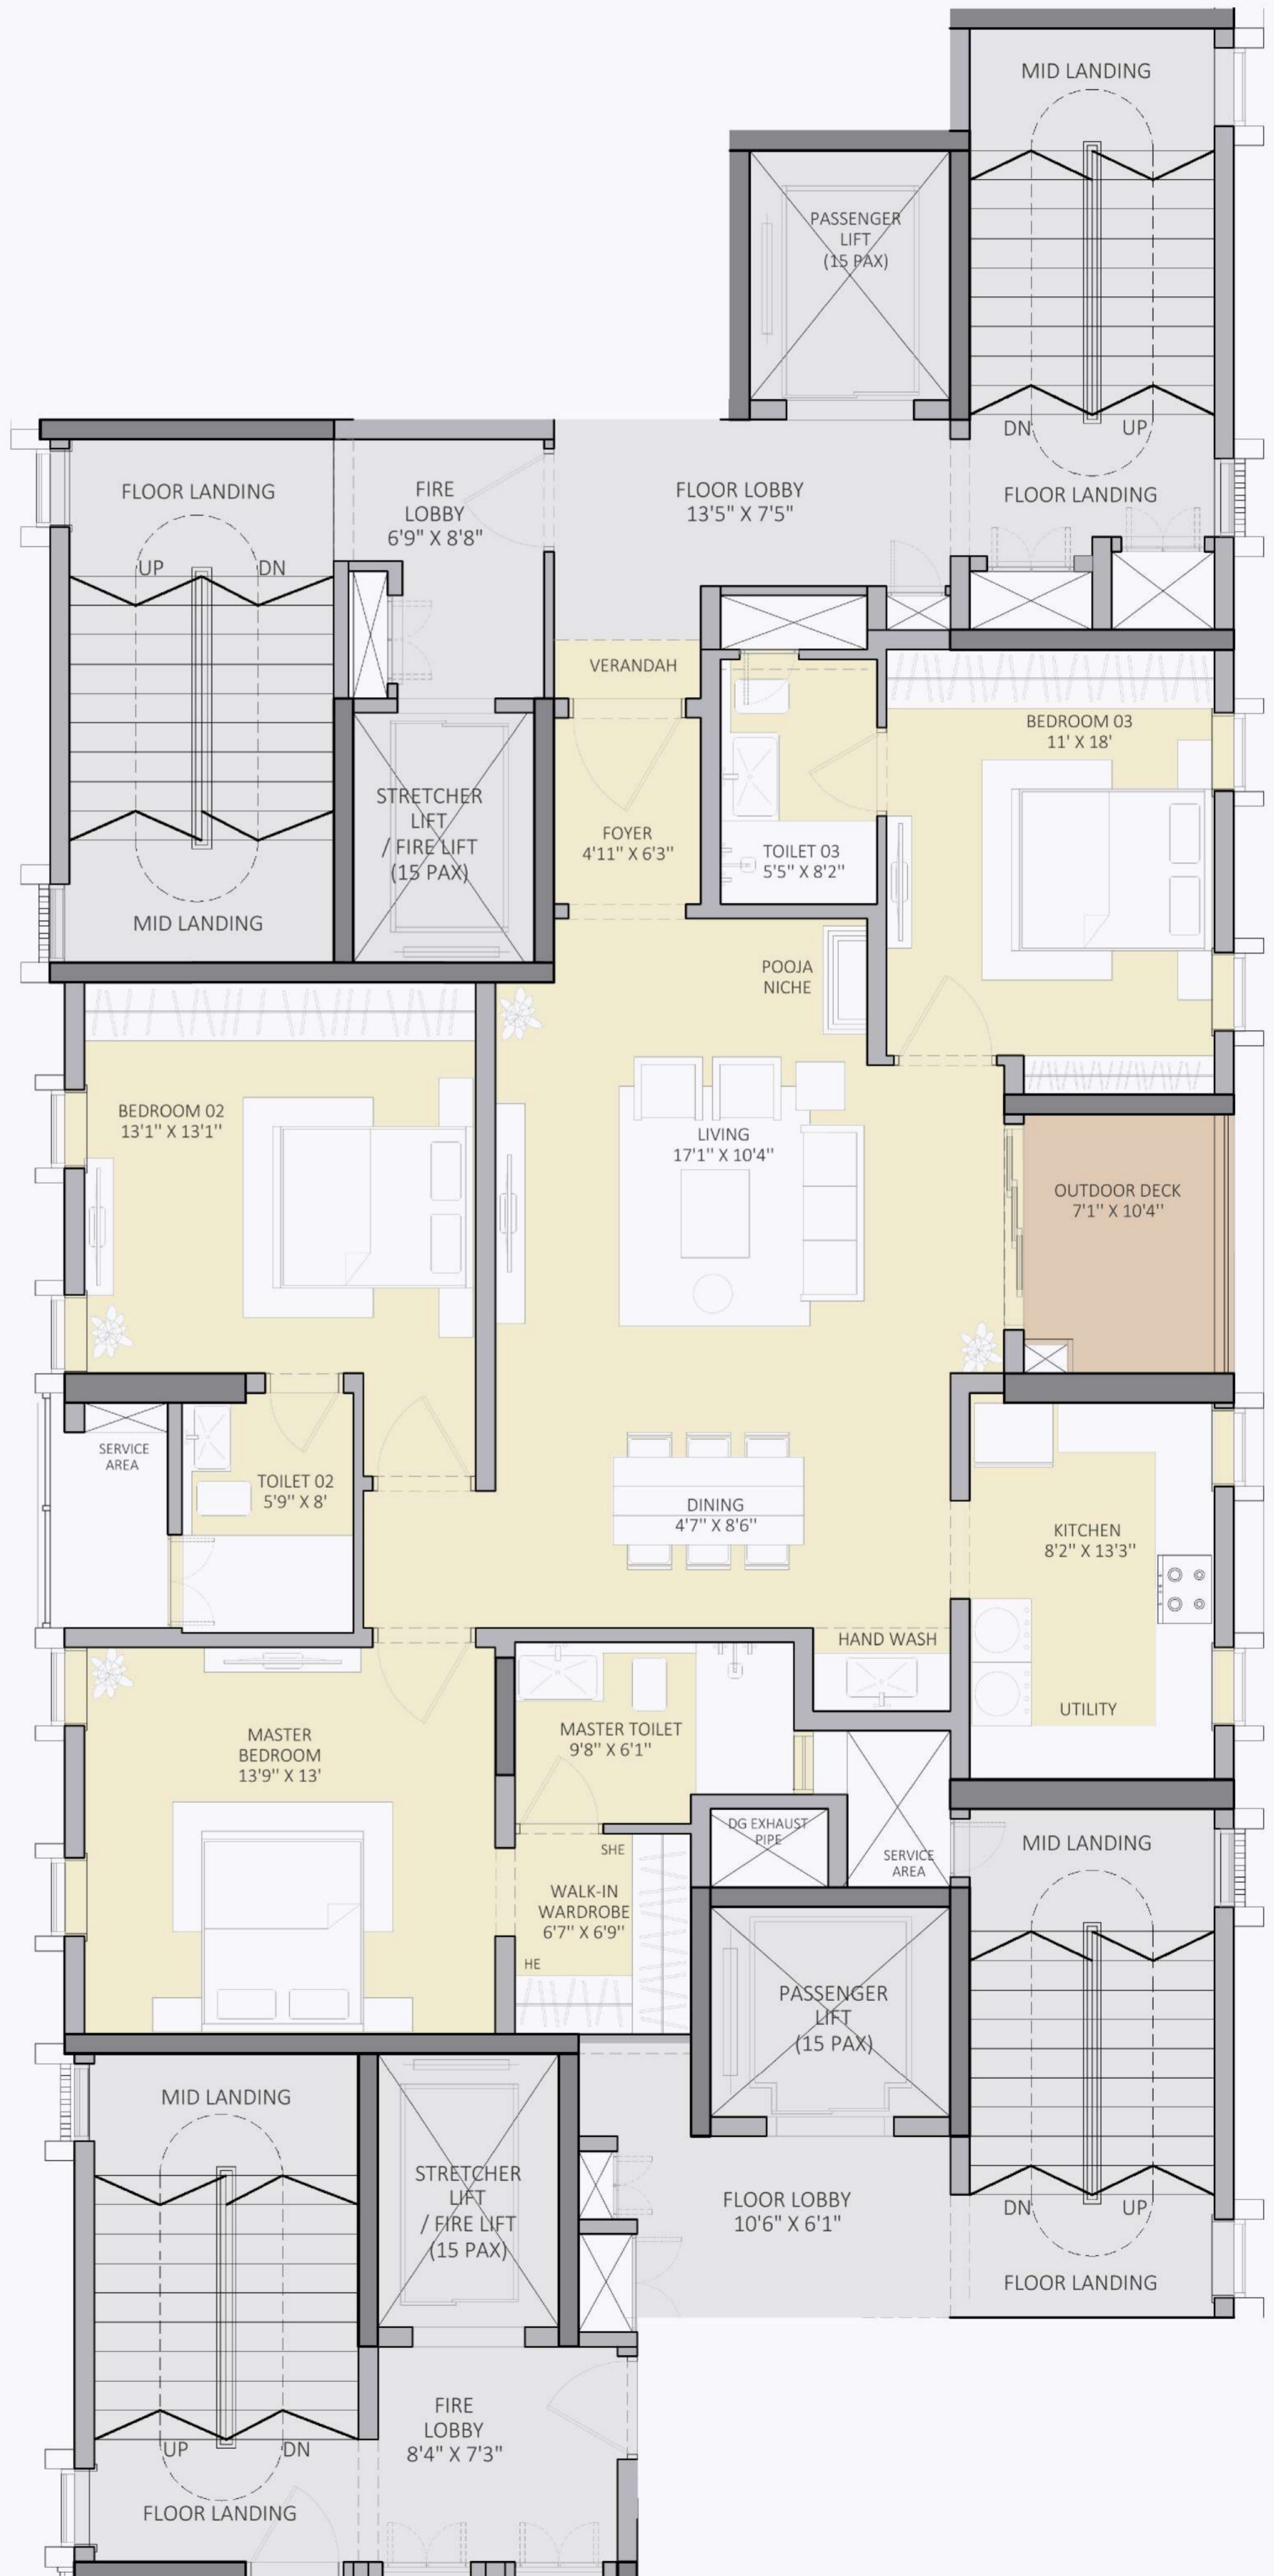 MID LANDING
PASSENGER
LIFT
(15 PAX)
DN
UP
FLOOR LANDING
FLOOR LANDING
FIRE
LOBBY
6'9" X 8'8"
FLOOR LOBBY
13'5" X 7'5"
UP
DN
VERANDAH
BEDROOM 03
11' X 18'
STRETCHER
LIFT
/ FIRE LIFT
(15 PAX)
FOYER
4'11" X 6'3"
TOILET 03
5'5" X 8'2"
MID LANDING
POOJA
NICHE
BEDROOM 02
13'1" X 13'1"
LIVING
17'1" X 10'4"
OUTDOOR DECK
7'1" X 10'4"
SERVICE
AREA
TOILET 02
5'9" X 8'
DINING
4'7" X 8'6"
KITCHEN
8'2" X 13'3"
HAND WASH
UTILITY
MASTER
BEDROOM
13'9" X 13'
MASTER TOILET
9'8" X 6'1"
DG EXHAUST
PIPE
SERVICE
AREA
MID LANDING
SHE
WALK-IN
WARDROBE
6'7" X 6'9"
HE
PASSENGER
LIFT
(15 PAX)
MID LANDING
STRETCHER
LIFT
/ FIRE LIFT
(15 PAX)
FLOOR LOBBY
10'6" X 6'1"
DN
UP
FLOOR LANDING
FIRE
LOBBY
8'4" X 7'3"
UP
DN
FLOOR LANDING